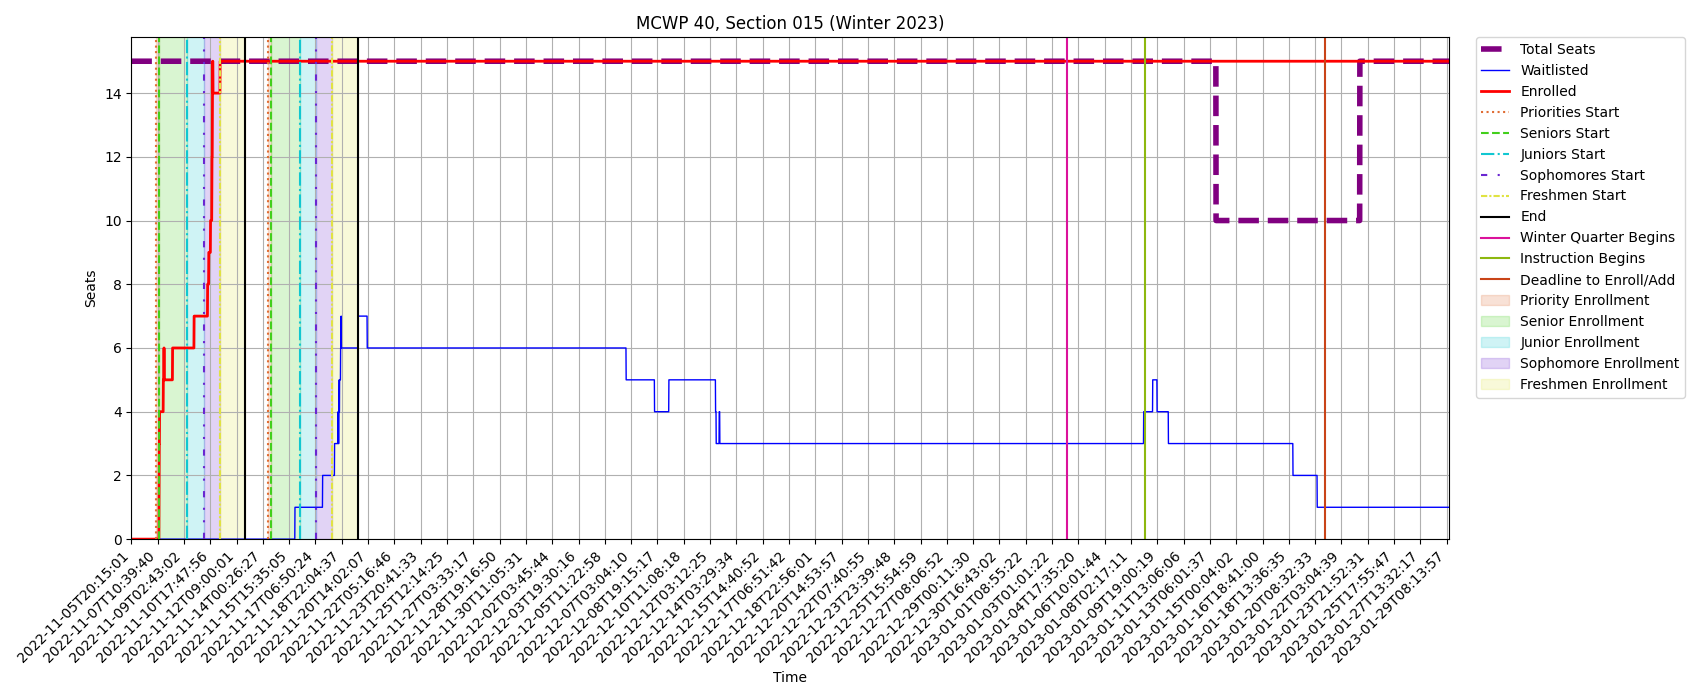 MCWP 40, Section 015 (Winter 2023)
Seats
14
12
10
8
6
4
2
0
2022-11-05T20:15:01
2022-11-07T10:39:40
2022-11-09T02:43:02
2022-11-10T17:47:56
2022-11-12T09:00:01
2022-11-14T00:26:27
2022-11-15T15:35:05
2022-11-17T06:50:24
2022-11-18T22:04:37
2022-11-20T14:02:07
2022-11-22T05:16:46
2022-11-23T20:41:33
2022-11-25T12:14:25
2022-11-27T03:33:17
2022-11-28T19:16:50
2022-11-30T11:05:31
2022-12-02T03:45:44
2022-12-03T19:30:16
2022-12-05T11:22:58
2022-12-07T03:04:10
2022-12-08T19:15:17
2022-12-10T11:08:18
2022-12-12T03:12:25
2022-12-14T03:29:34
2022-12-15T14:40:52
2022-12-17T06:51:42
2022-12-18T22:56:01
2022-12-20T14:53:57
2022-12-22T07:40:55
2022-12-23T23:39:48
2022-12-25T15:54:59
2022-12-27T08:06:52
2022-12-29T00:11:30
2022-12-30T16:43:02
2023-01-01T08:55:22
2023-01-03T01:01:22
2023-01-04T17:35:20
2023-01-06T10:01:44
2023-01-08T02:17:11
2023-01-09T19:00:19
2023-01-11T13:06:06
2023-01-13T06:01:37
2023-01-15T00:04:02
2023-01-16T18:41:00
2023-01-18T13:36:35
2023-01-20T08:32:33
2023-01-22T03:04:39
2023-01-23T21:52:31
2023-01-25T17:55:47
2023-01-27T13:32:17
2023-01-29T08:13:57
Time
Total Seats
Waitlisted
Enrolled
Priorities Start
Seniors Start
Juniors Start
Sophomores Start
Freshmen Start
End
Winter Quarter Begins
Instruction Begins
Deadline to Enroll/Add
Priority Enrollment
Senior Enrollment
Junior Enrollment
Sophomore Enrollment
Freshmen Enrollment